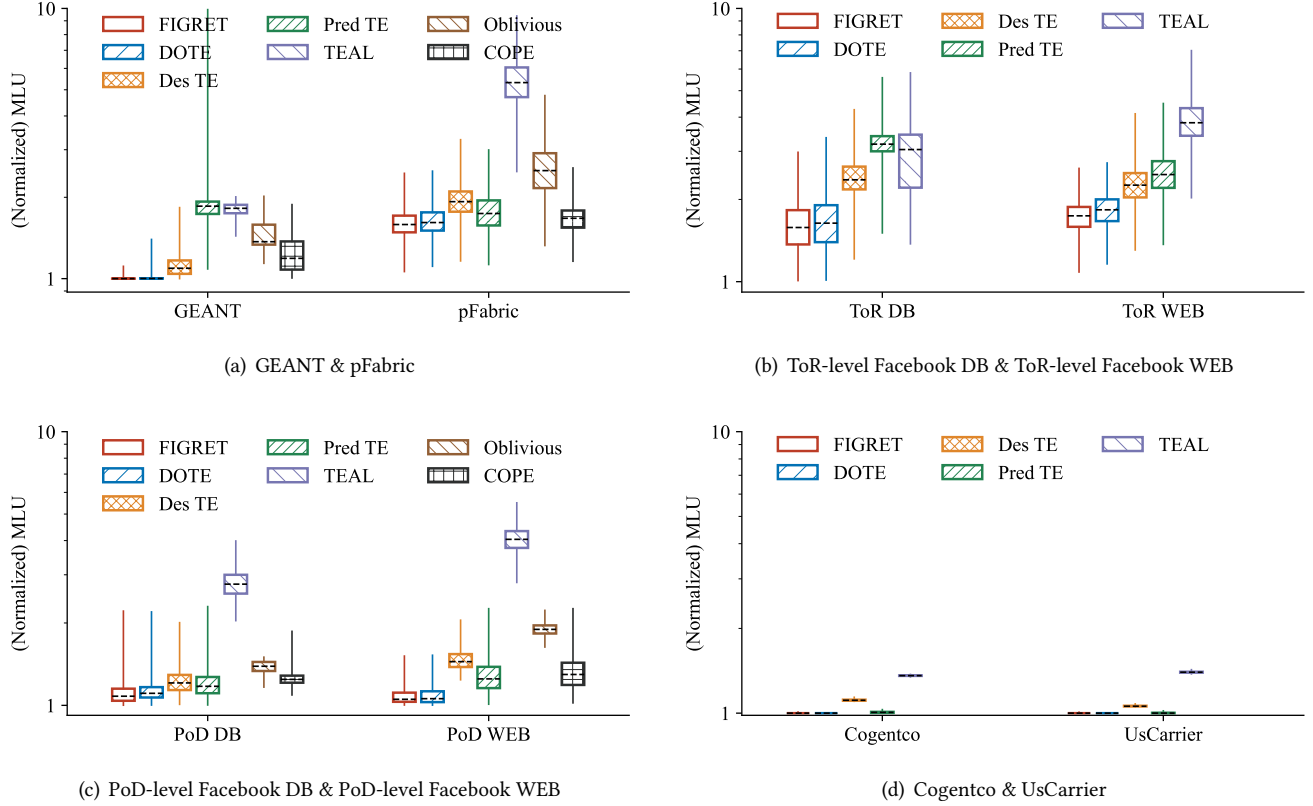 10
(Normalized) MLU
1
FIGRET
DOTE
Des TE
Pred TE
TEAL
Oblivious
COPE
GEANT
pFabric
(a) GEANT & pFabric
10
(Normalized) MLU
1
FIGRET
DOTE
Des TE
Pred TE
TEAL
ToR DB
ToR WEB
(b) ToR-level Facebook DB & ToR-level Facebook WEB
10
(Normalized) MLU
1
FIGRET
DOTE
Des TE
Pred TE
TEAL
Oblivious
COPE
PoD DB
PoD WEB
(c) PoD-level Facebook DB & PoD-level Facebook WEB
10
(Normalized) MLU
1
FIGRET
DOTE
Des TE
Pred TE
TEAL
Cogentco
UsCarrier
(d) Cogentco & UsCarrier